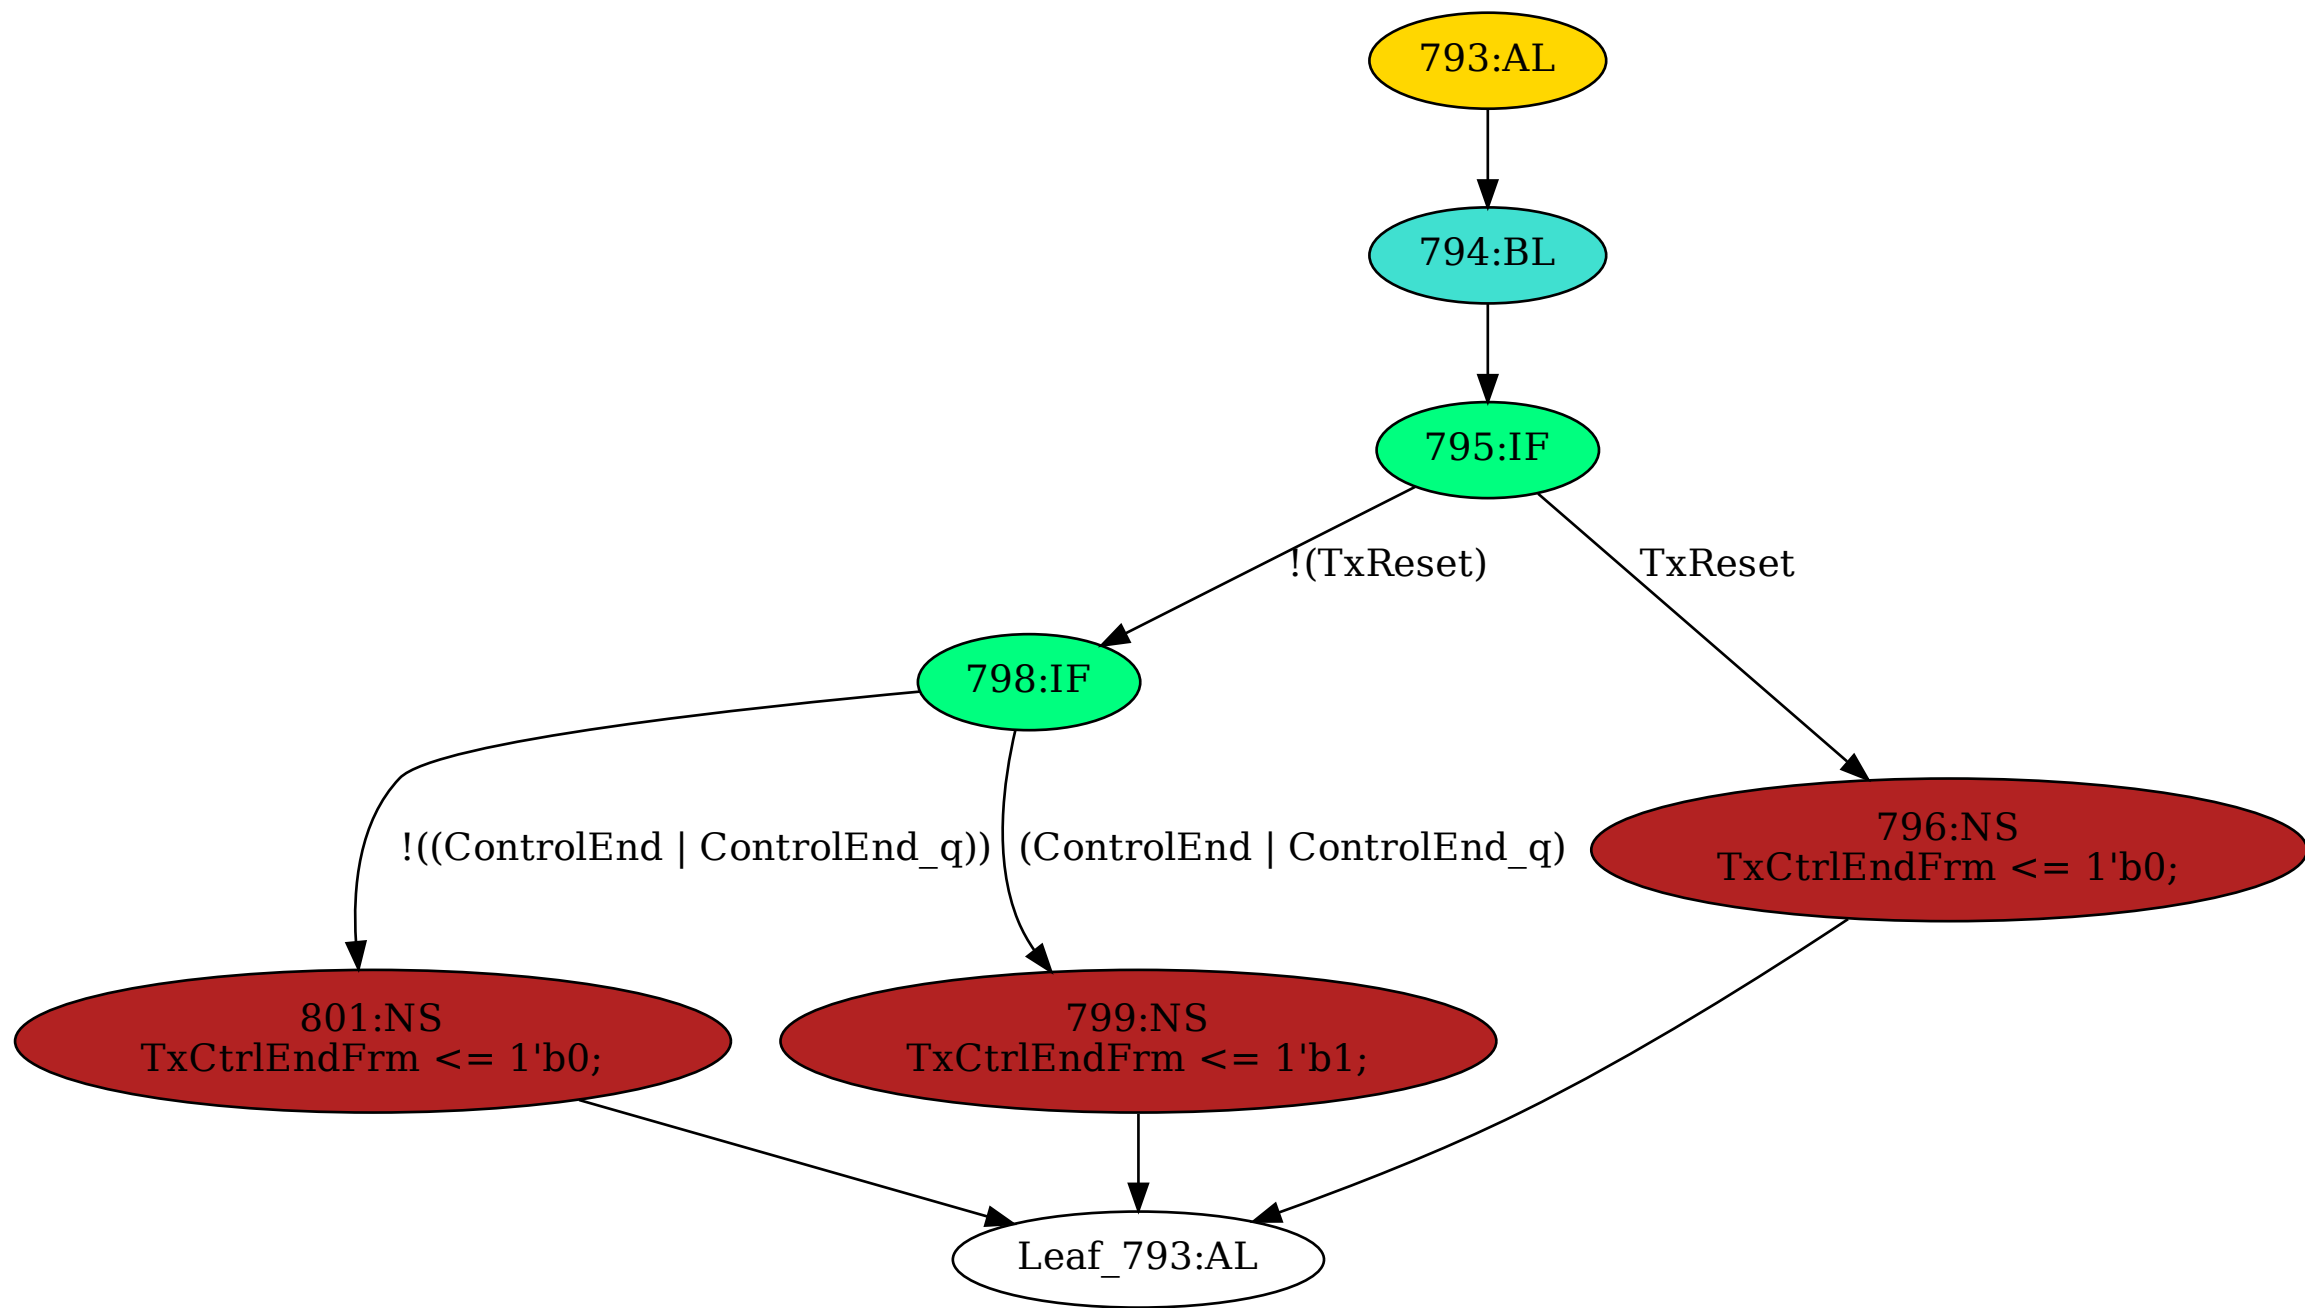 793:AL
794:BL
795:IF
!(TxReset)
TxReset
798:IF
!((ControlEnd | ControlEnd_q))
(ControlEnd | ControlEnd_q)
796:NS
TxCtrlEndFrm <= 1'b0;
801:NS
TxCtrlEndFrm <= 1'b0;
799:NS
TxCtrlEndFrm <= 1'b1;
Leaf_793:AL